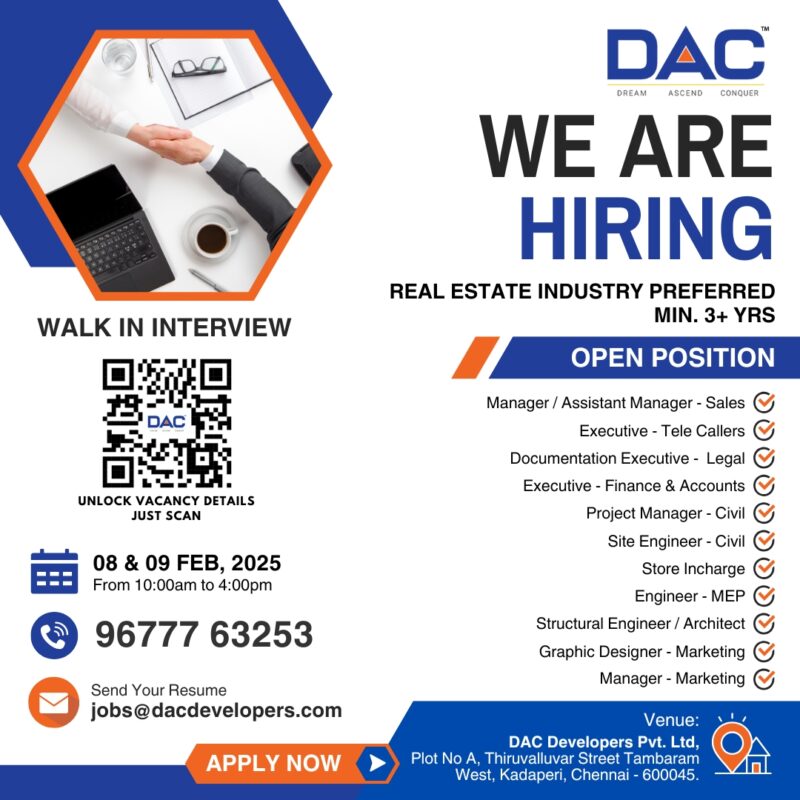 DAC™
DREAM ASCEND CONQUER
WE ARE
HIRING
REAL ESTATE INDUSTRY PREFERRED
MIN. 3+ YRS
WALK IN INTERVIEW
DAC
UNLOCK VACANCY DETAILS
JUST SCAN
08 & 09 FEB, 2025
From 10:00am to 4:00pm
96777 63253
Send Your Resume
jobs@dacdevelopers.com
APPLY NOW
OPEN POSITION
Manager / Assistant Manager - Sales
Executive - Tele Callers
Documentation Executive - Legal
Executive - Finance & Accounts
Project Manager - Civil
Site Engineer - Civil
Store Incharge
Engineer - MEP
Structural Engineer / Architect
Graphic Designer - Marketing
Manager - Marketing
Venue:
DAC Developers Pvt. Ltd,
Plot No A, Thiruvalluvar Street Tambaram
West, Kadaperi, Chennai - 600045.